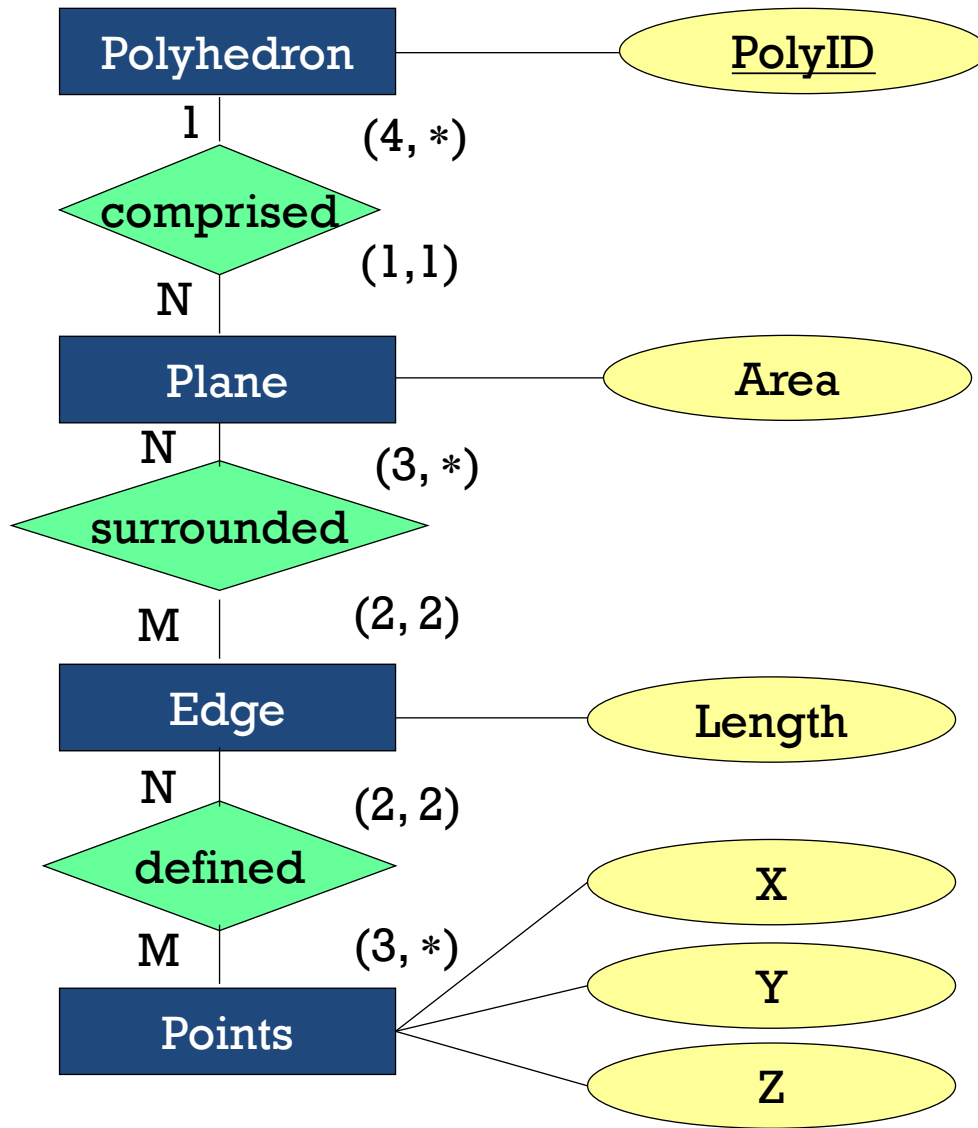 Polyhedron
PolyID
1
(4, *)
comprised
(1,1)
N
Plane
Area
N
(3, *)
surrounded
M
(2, 2)
Edge
Length
N
(2, 2)
defined
X
M
(3, *)
Y
Points
Z